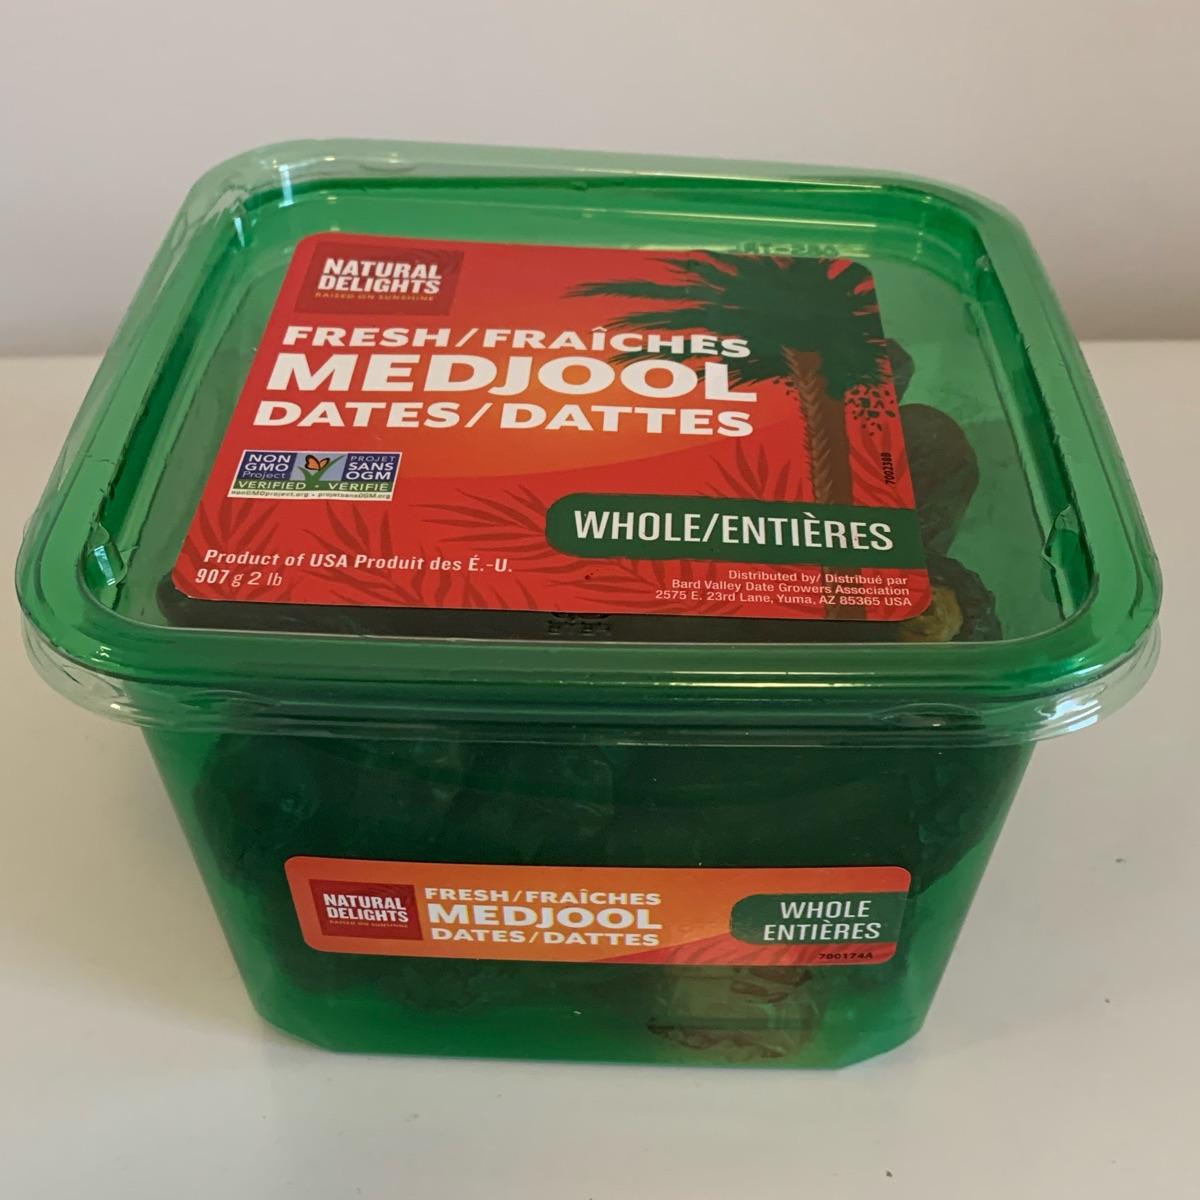 NATURAL
DELIGHTS
RAISED ON SUNSHINE
FRESH/FRAÎCHES
MEDJOOL
DATES/DATTES
NON
GMO
Project
VERIFIED
PROJET
SANS
OGM
VÉRIFIÉ
nonGMOproject.org • projetsansOGM.org
700238B
WHOLE/ENTIÈRES
Product of USA Produit des É.-U.
907 g 2 lb
Distributed by/ Distribué par
Bard Valley Date Growers Association
2575 E. 23rd Lane, Yuma, AZ 85365 USA
NATURAL
DELIGHTS
RAISED ON SUNSHINE
FRESH/FRAÎCHES
MEDJOOL
DATES/DATTES
WHOLE
ENTIÈRES
700174A